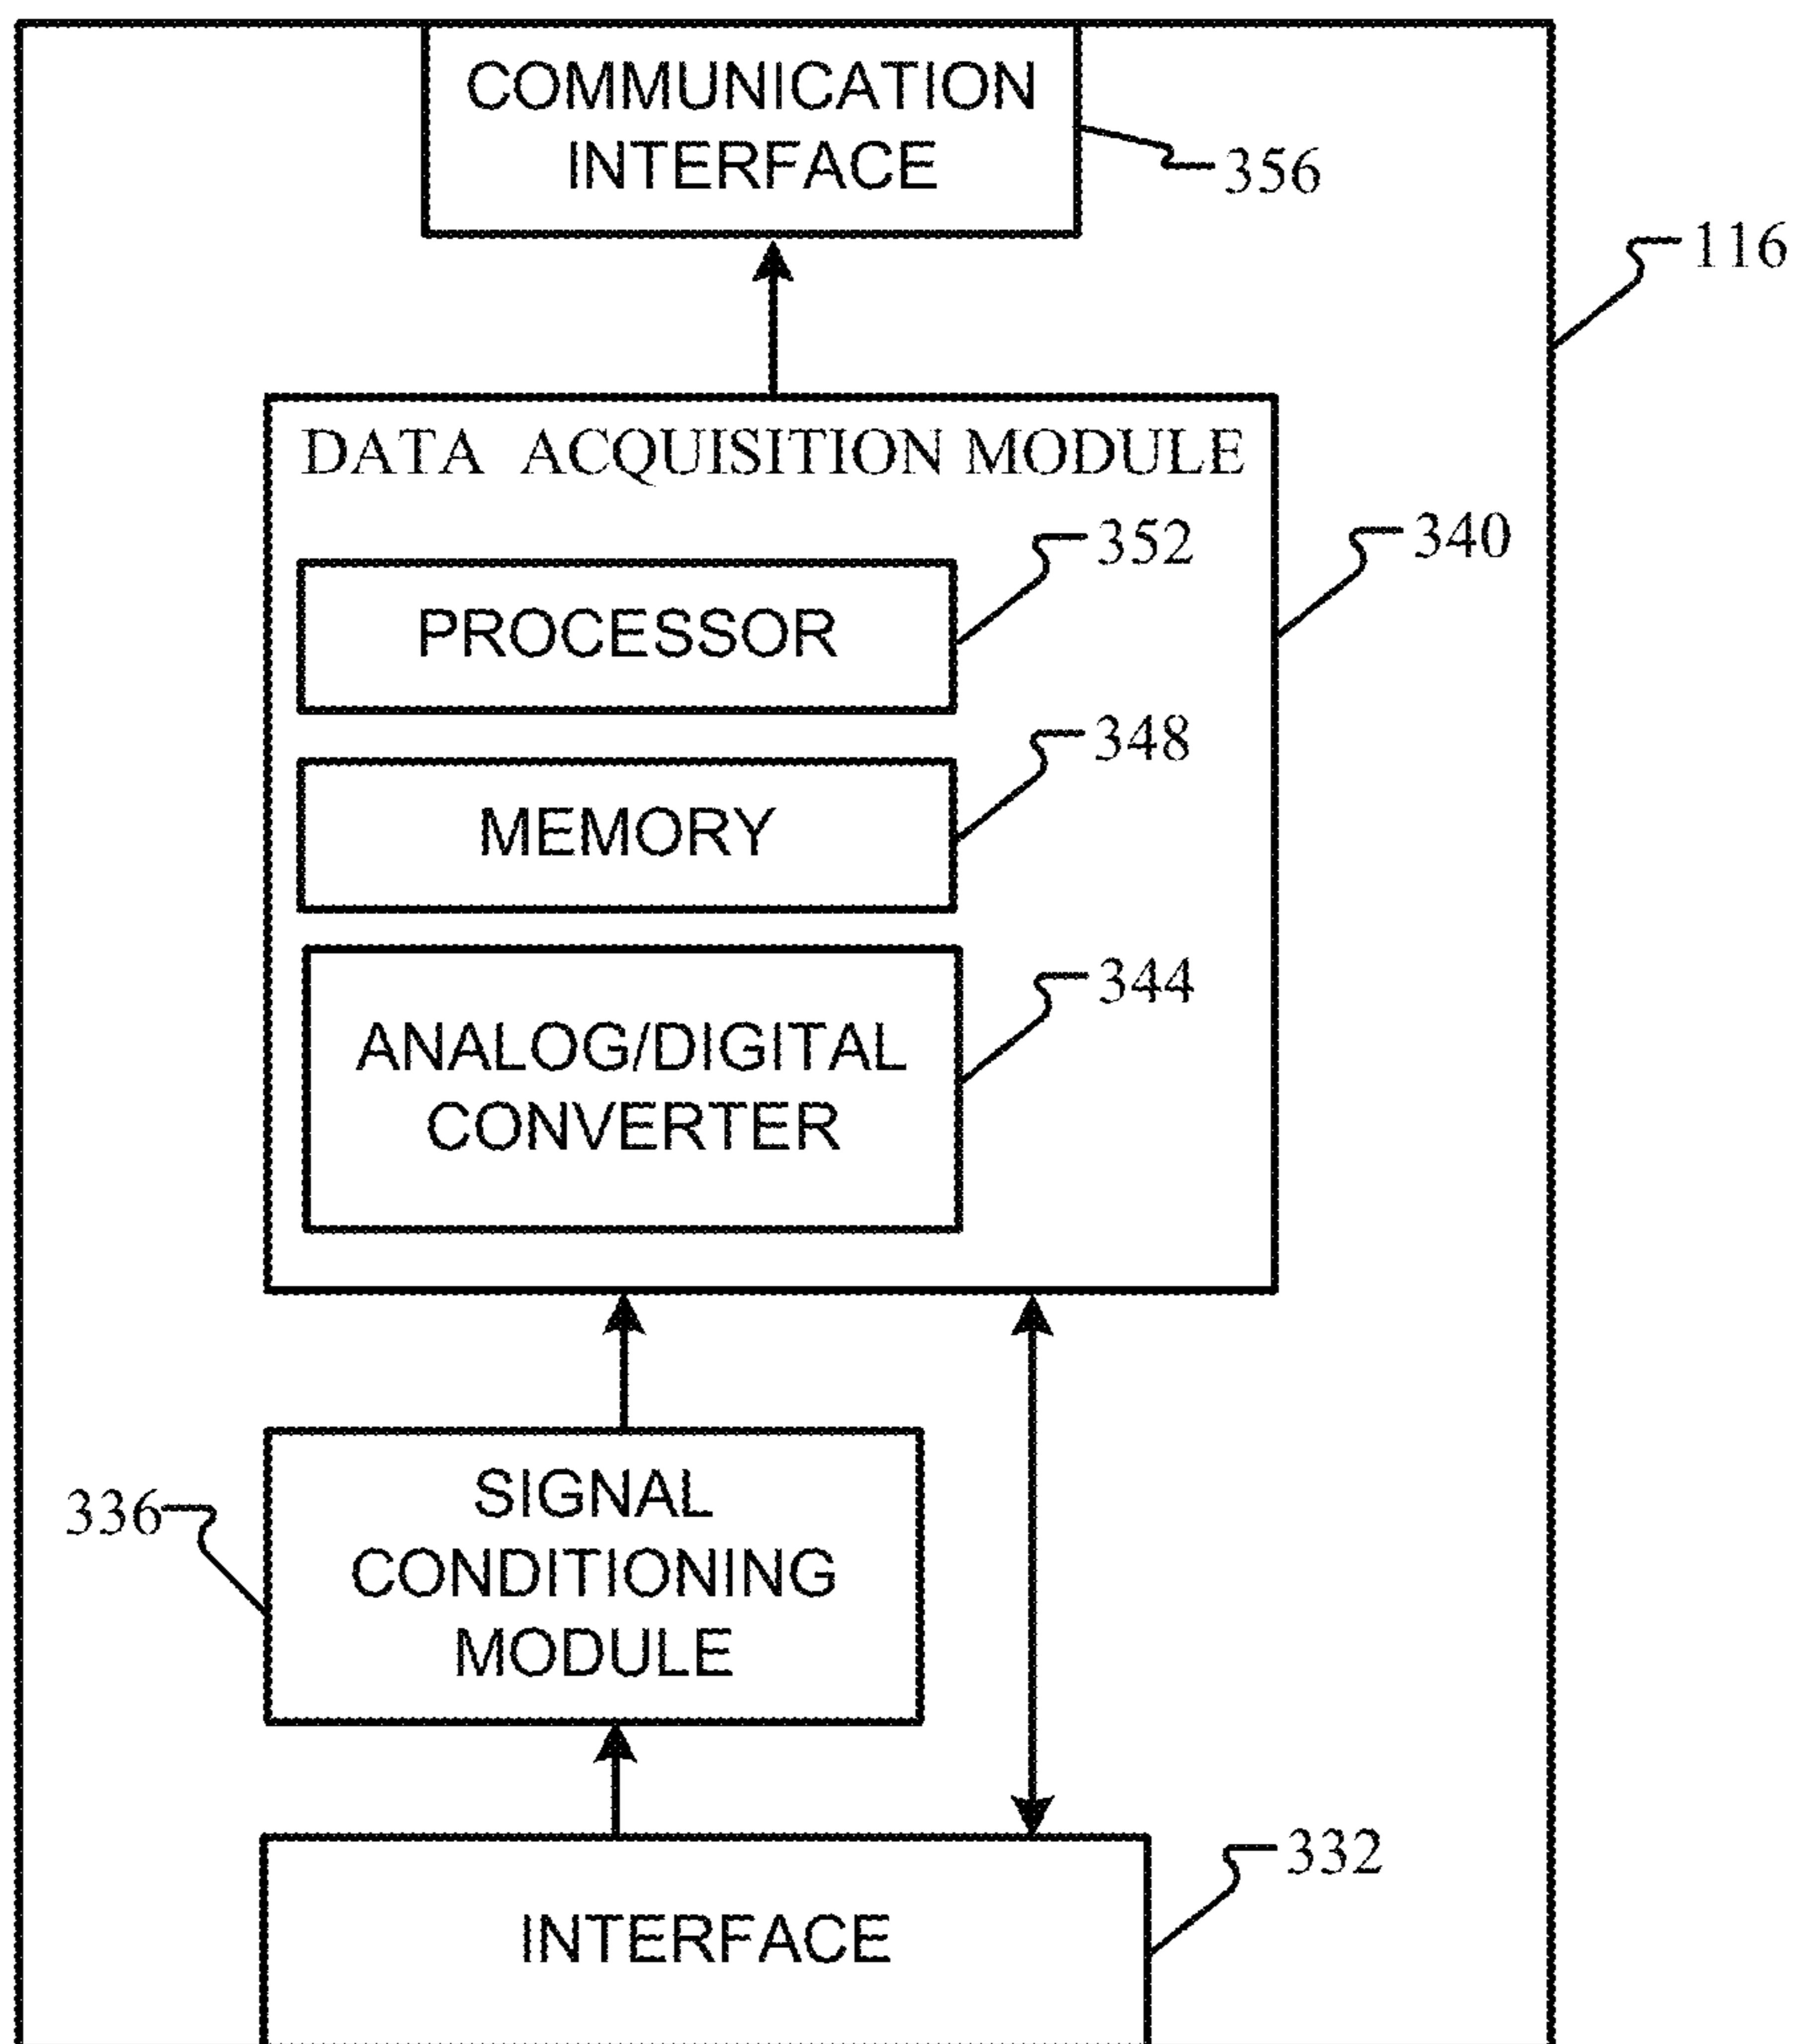 COMMUNICATION
INTERFACE
356
116
DATA ACQUISITION MODULE
340
352
PROCESSOR
348
MEMORY
344
ANALOG/DIGITAL
CONVERTER
336
SIGNAL
CONDITIONING
MODULE
332
INTERFACE